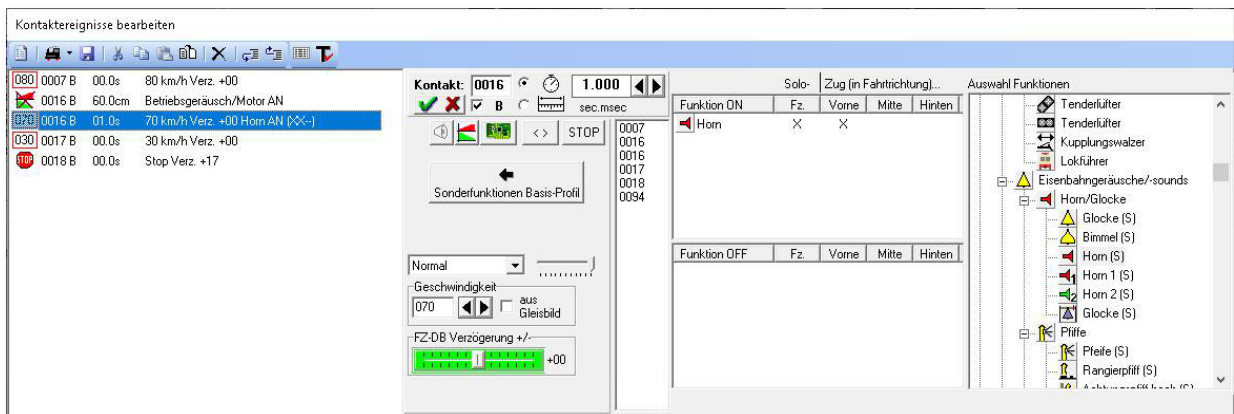 Kontaktereignisse bearbeiten
080 0007 B 00.0s 80 km/h Verz. +00
0016 B 60.0cm Betriebsgeräusch/Motor AN
070 0016 B 01.0s 70 km/h Verz. +00 Horn AN (XX--)
030 0017 B 00.0s 30 km/h Verz. +00
STOP 0018 B 00.0s Stop Verz. +17
Kontakt: 0016 1.000
B sec.msec
< > STOP
Sonderfunktionen Basis-Profil
Normal
Geschwindigkeit
070 aus Gleisbild
FZ-DB Verzögerung +/-
+00
0007
0016
0016
0017
0018
0094
Solo- Zug (in Fahrtrichtung)...
Funktion ON Fz. Vorne Mitte Hinten
Horn X X
Funktion OFF Fz. Vorne Mitte Hinten
Auswahl Funktionen
Tenderlüfter
Tenderlüfter
Kupplungswalzer
Lokführer
Eisenbahngeräusche/-sounds
Horn/Glocke
Glocke (S)
Bimmel (S)
Horn (S)
1 Horn 1 (S)
2 Horn 2 (S)
Glocke (S)
Pfiffe
Pfeife (S)
Rangierpfiff (S)